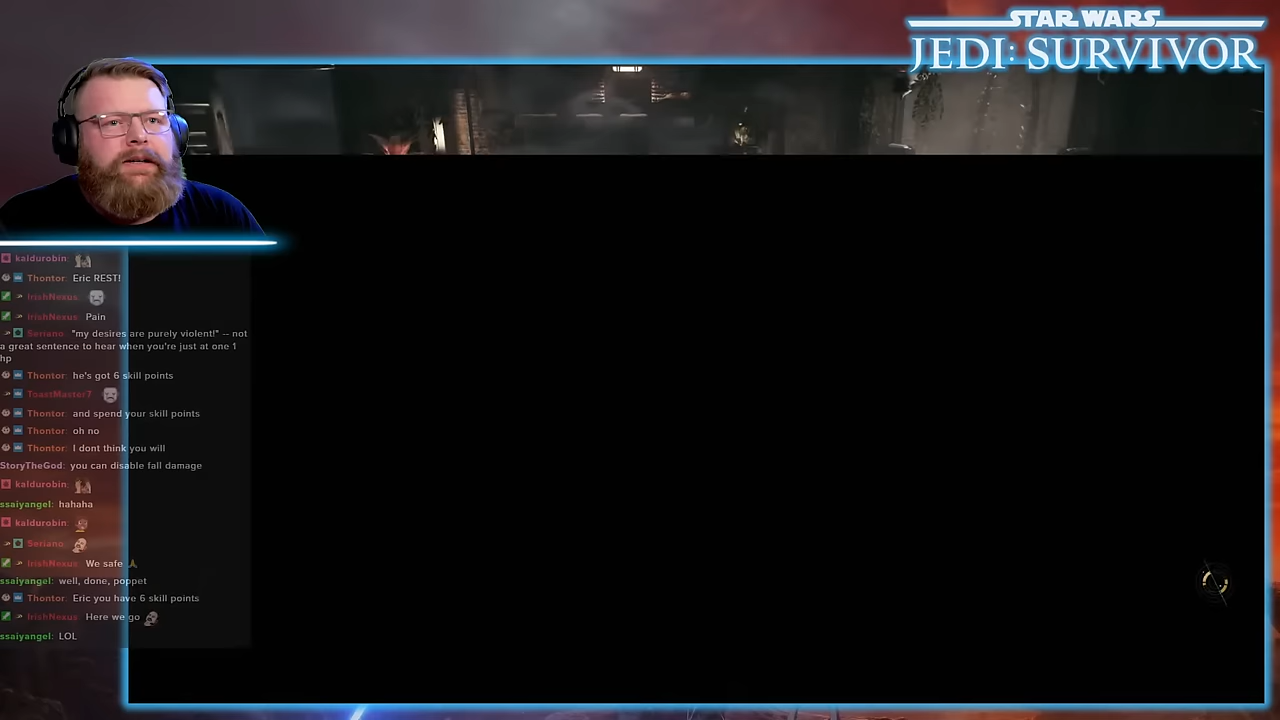 STAR WARS
JEDI: SURVIVOR
kaldurobin:
Thontor: Eric REST!
IrishNexus:
IrishNexus: Pain
Seriano: "my desires are purely violent!" -- not
a great sentence to hear when you're just at one 1
hp
Thontor: he's got 6 skill points
ToastMaster7
Thontor: and spend your skill points
Thontor: oh no
Thontor: I dont think you will
StoryTheGod: you can disable fall damage
kaldurobin:
ssaiyangel: hahaha
kaldurobin:
Seriano:
IrishNexus: We safe
ssaiyangel: well, done, poppet
Thontor: Eric you have 6 skill points
IrishNexus: Here we go
ssaiyangel: LOL